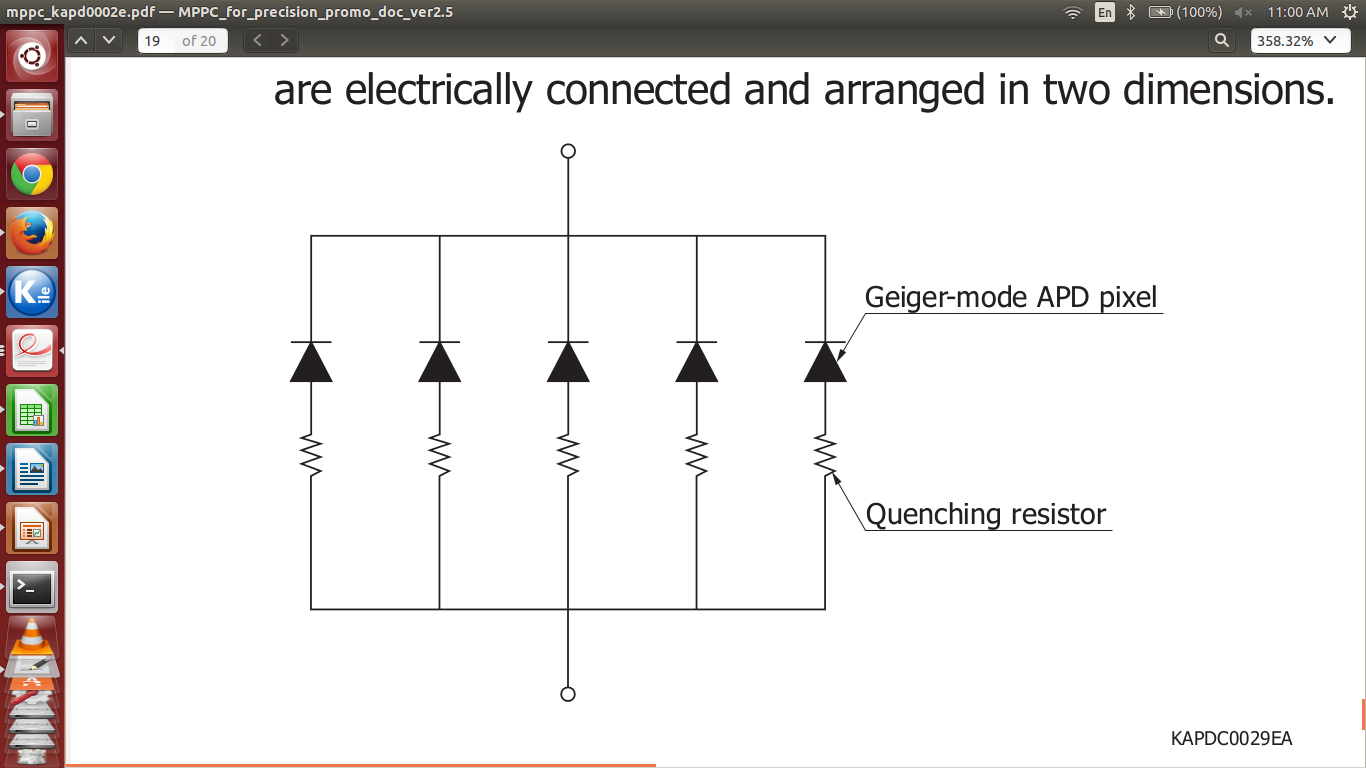 mppc_kapd0002e.pdf — MPPC_for_precision_promo_doc_ver2.5
En
(100%)
11:00 AM
19 of 20
358.32%
are electrically connected and arranged in two dimensions.
Geiger-mode APD pixel
Quenching resistor
KAPDC0029EA
K
ile
>_